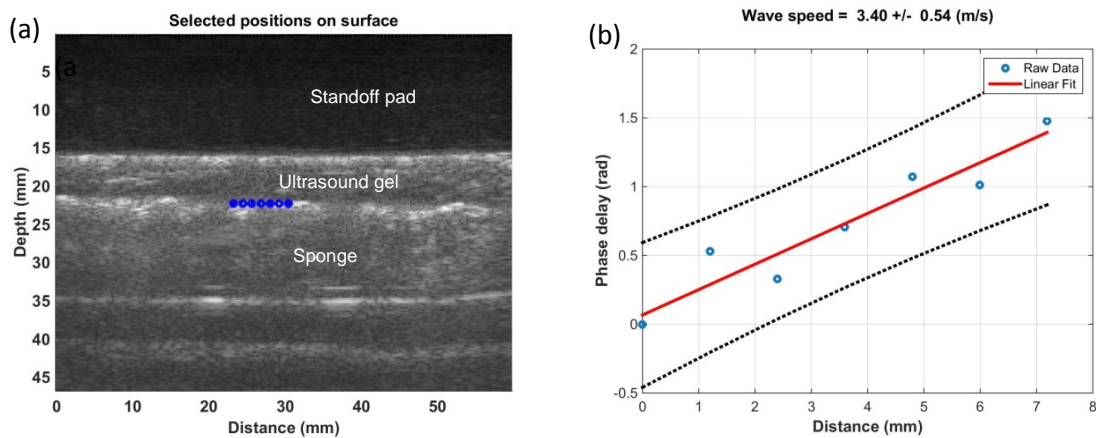 (a)
Selected positions on surface
(a
Standoff pad
Ultrasound gel
Sponge
Depth (mm)
5
10
15
20
25
30
35
40
45
0
10
20
30
40
50
Distance (mm)
(b)
Wave speed = 3.40 +/- 0.54 (m/s)
Raw Data
Linear Fit
Phase delay (rad)
2
1.5
1
0.5
0
-0.5
0
1
2
3
4
5
6
7
8
Distance (mm)